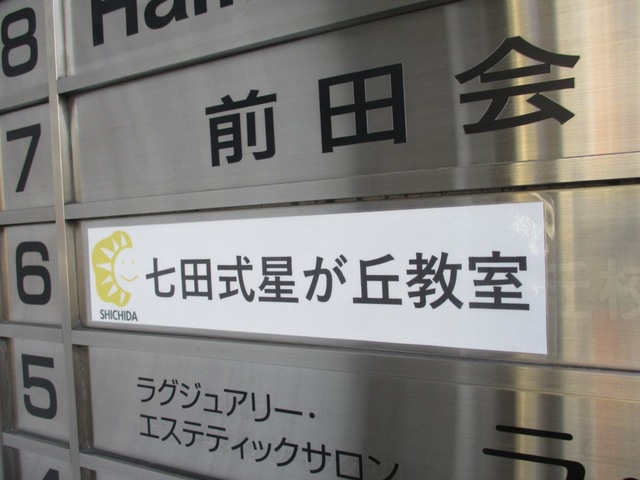 8
7 前田会
6 SHICHIDA 七田式星が丘教室
5 ラグジュアリー・
エステティックサロン